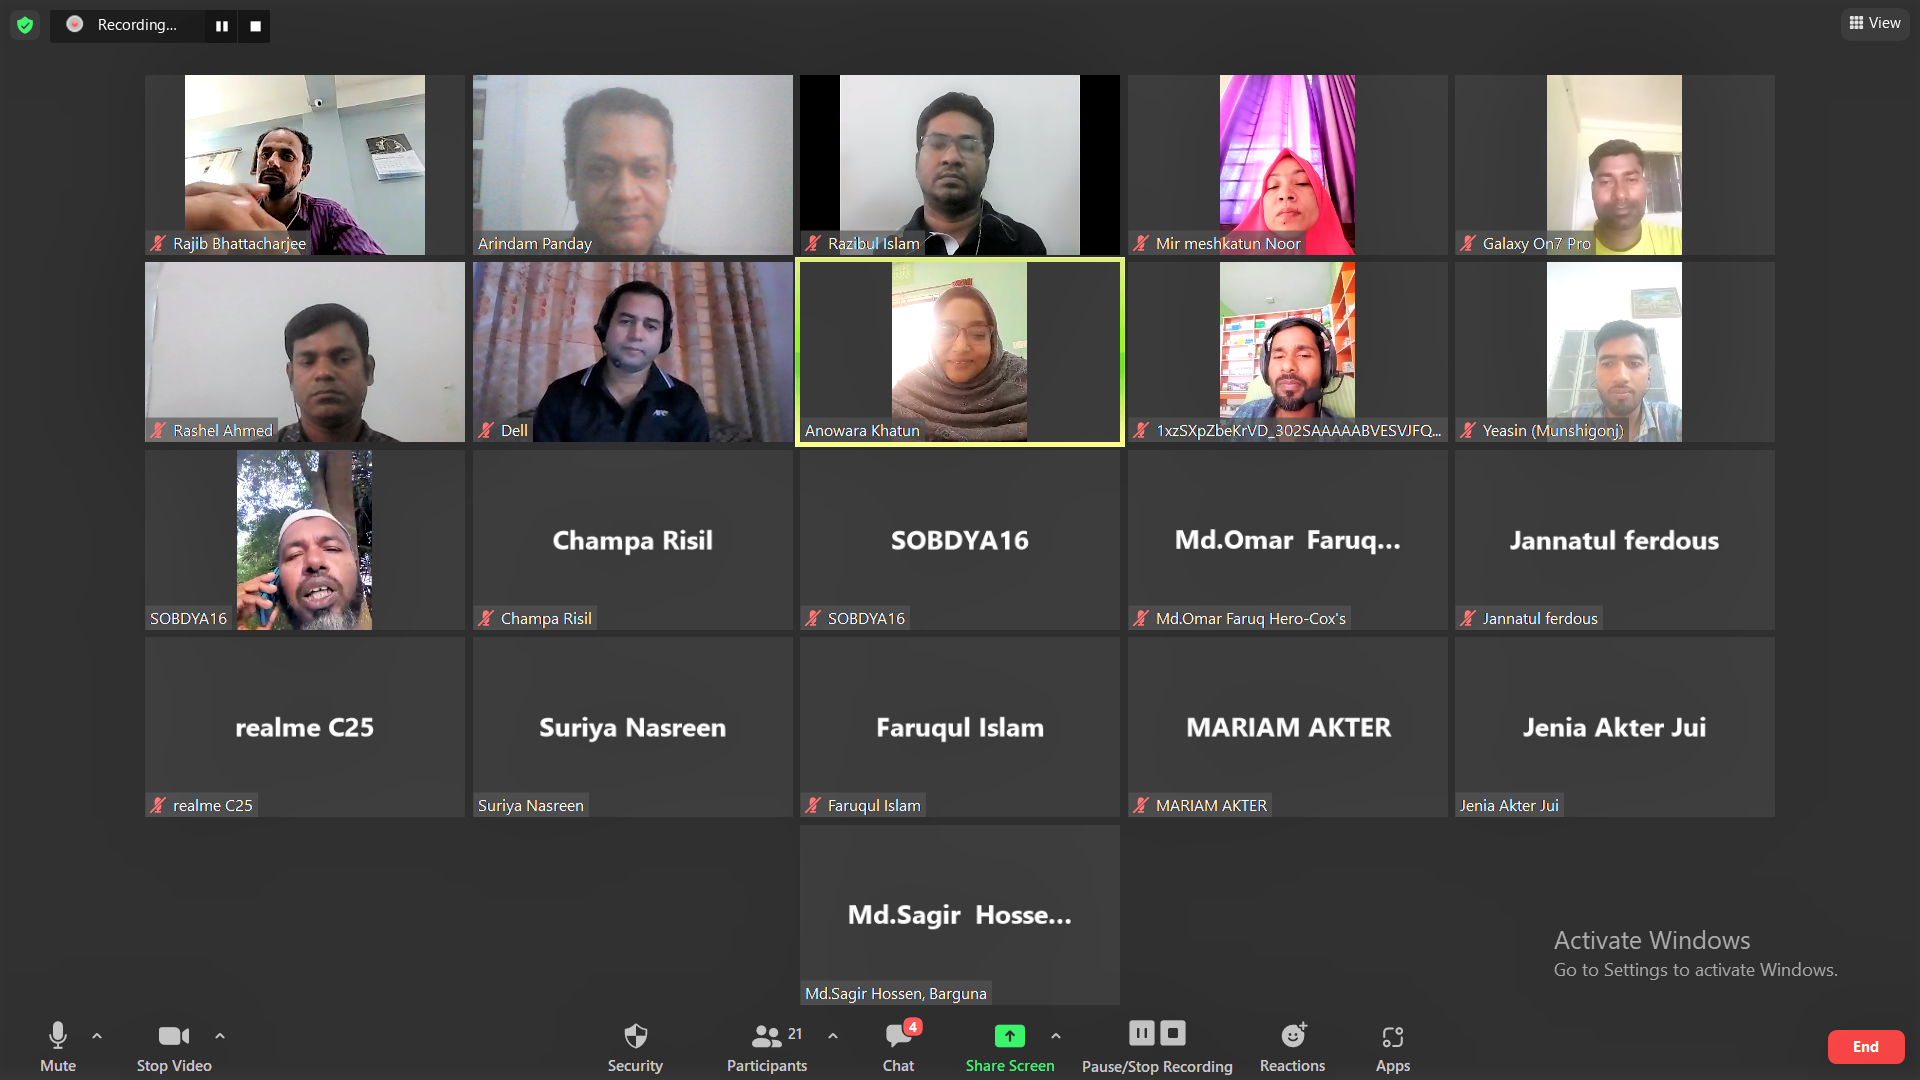 Recording...
View
Rajib Bhattacharjee
Arindam Panday
Razibul Islam
Mir meshkatun Noor
Galaxy On7 Pro
Rashel Ahmed
Dell
Anowara Khatun
1xzSXpZbeKrVD_302SAAAAABVESVJFQ...
Yeasin (Munshigonj)
SOBDYA16
Champa Risil
Champa Risil
SOBDYA16
SOBDYA16
Md.Omar Faruq...
Md.Omar Faruq Hero-Cox's
Jannatul ferdous
Jannatul ferdous
realme C25
realme C25
Suriya Nasreen
Suriya Nasreen
Faruqul Islam
Faruqul Islam
MARIAM AKTER
MARIAM AKTER
Jenia Akter Jui
Jenia Akter Jui
Md.Sagir Hosse...
Md.Sagir Hossen, Barguna
Activate Windows
Go to Settings to activate Windows.
Mute
Stop Video
Security
Participants 21
Chat 4
Share Screen
Pause/Stop Recording
Reactions
Apps
End